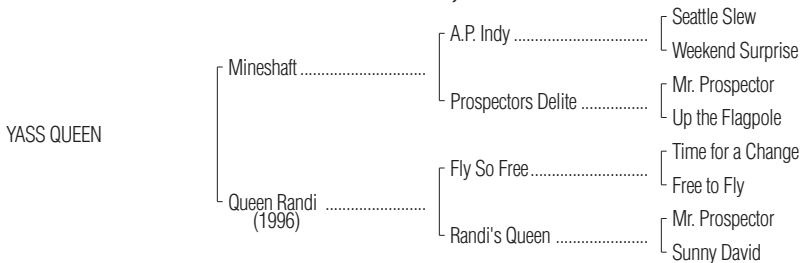 Seattle Slew
A.P. Indy ................................
Weekend Surprise
Mineshaft ..............................
Mr. Prospector
Prospectors Delite ................
Up the Flagpole
YASS QUEEN
Time for a Change
Fly So Free............................
Free to Fly
Queen Randi ........................
(1996)
Mr. Prospector
Randi's Queen ......................
Sunny David